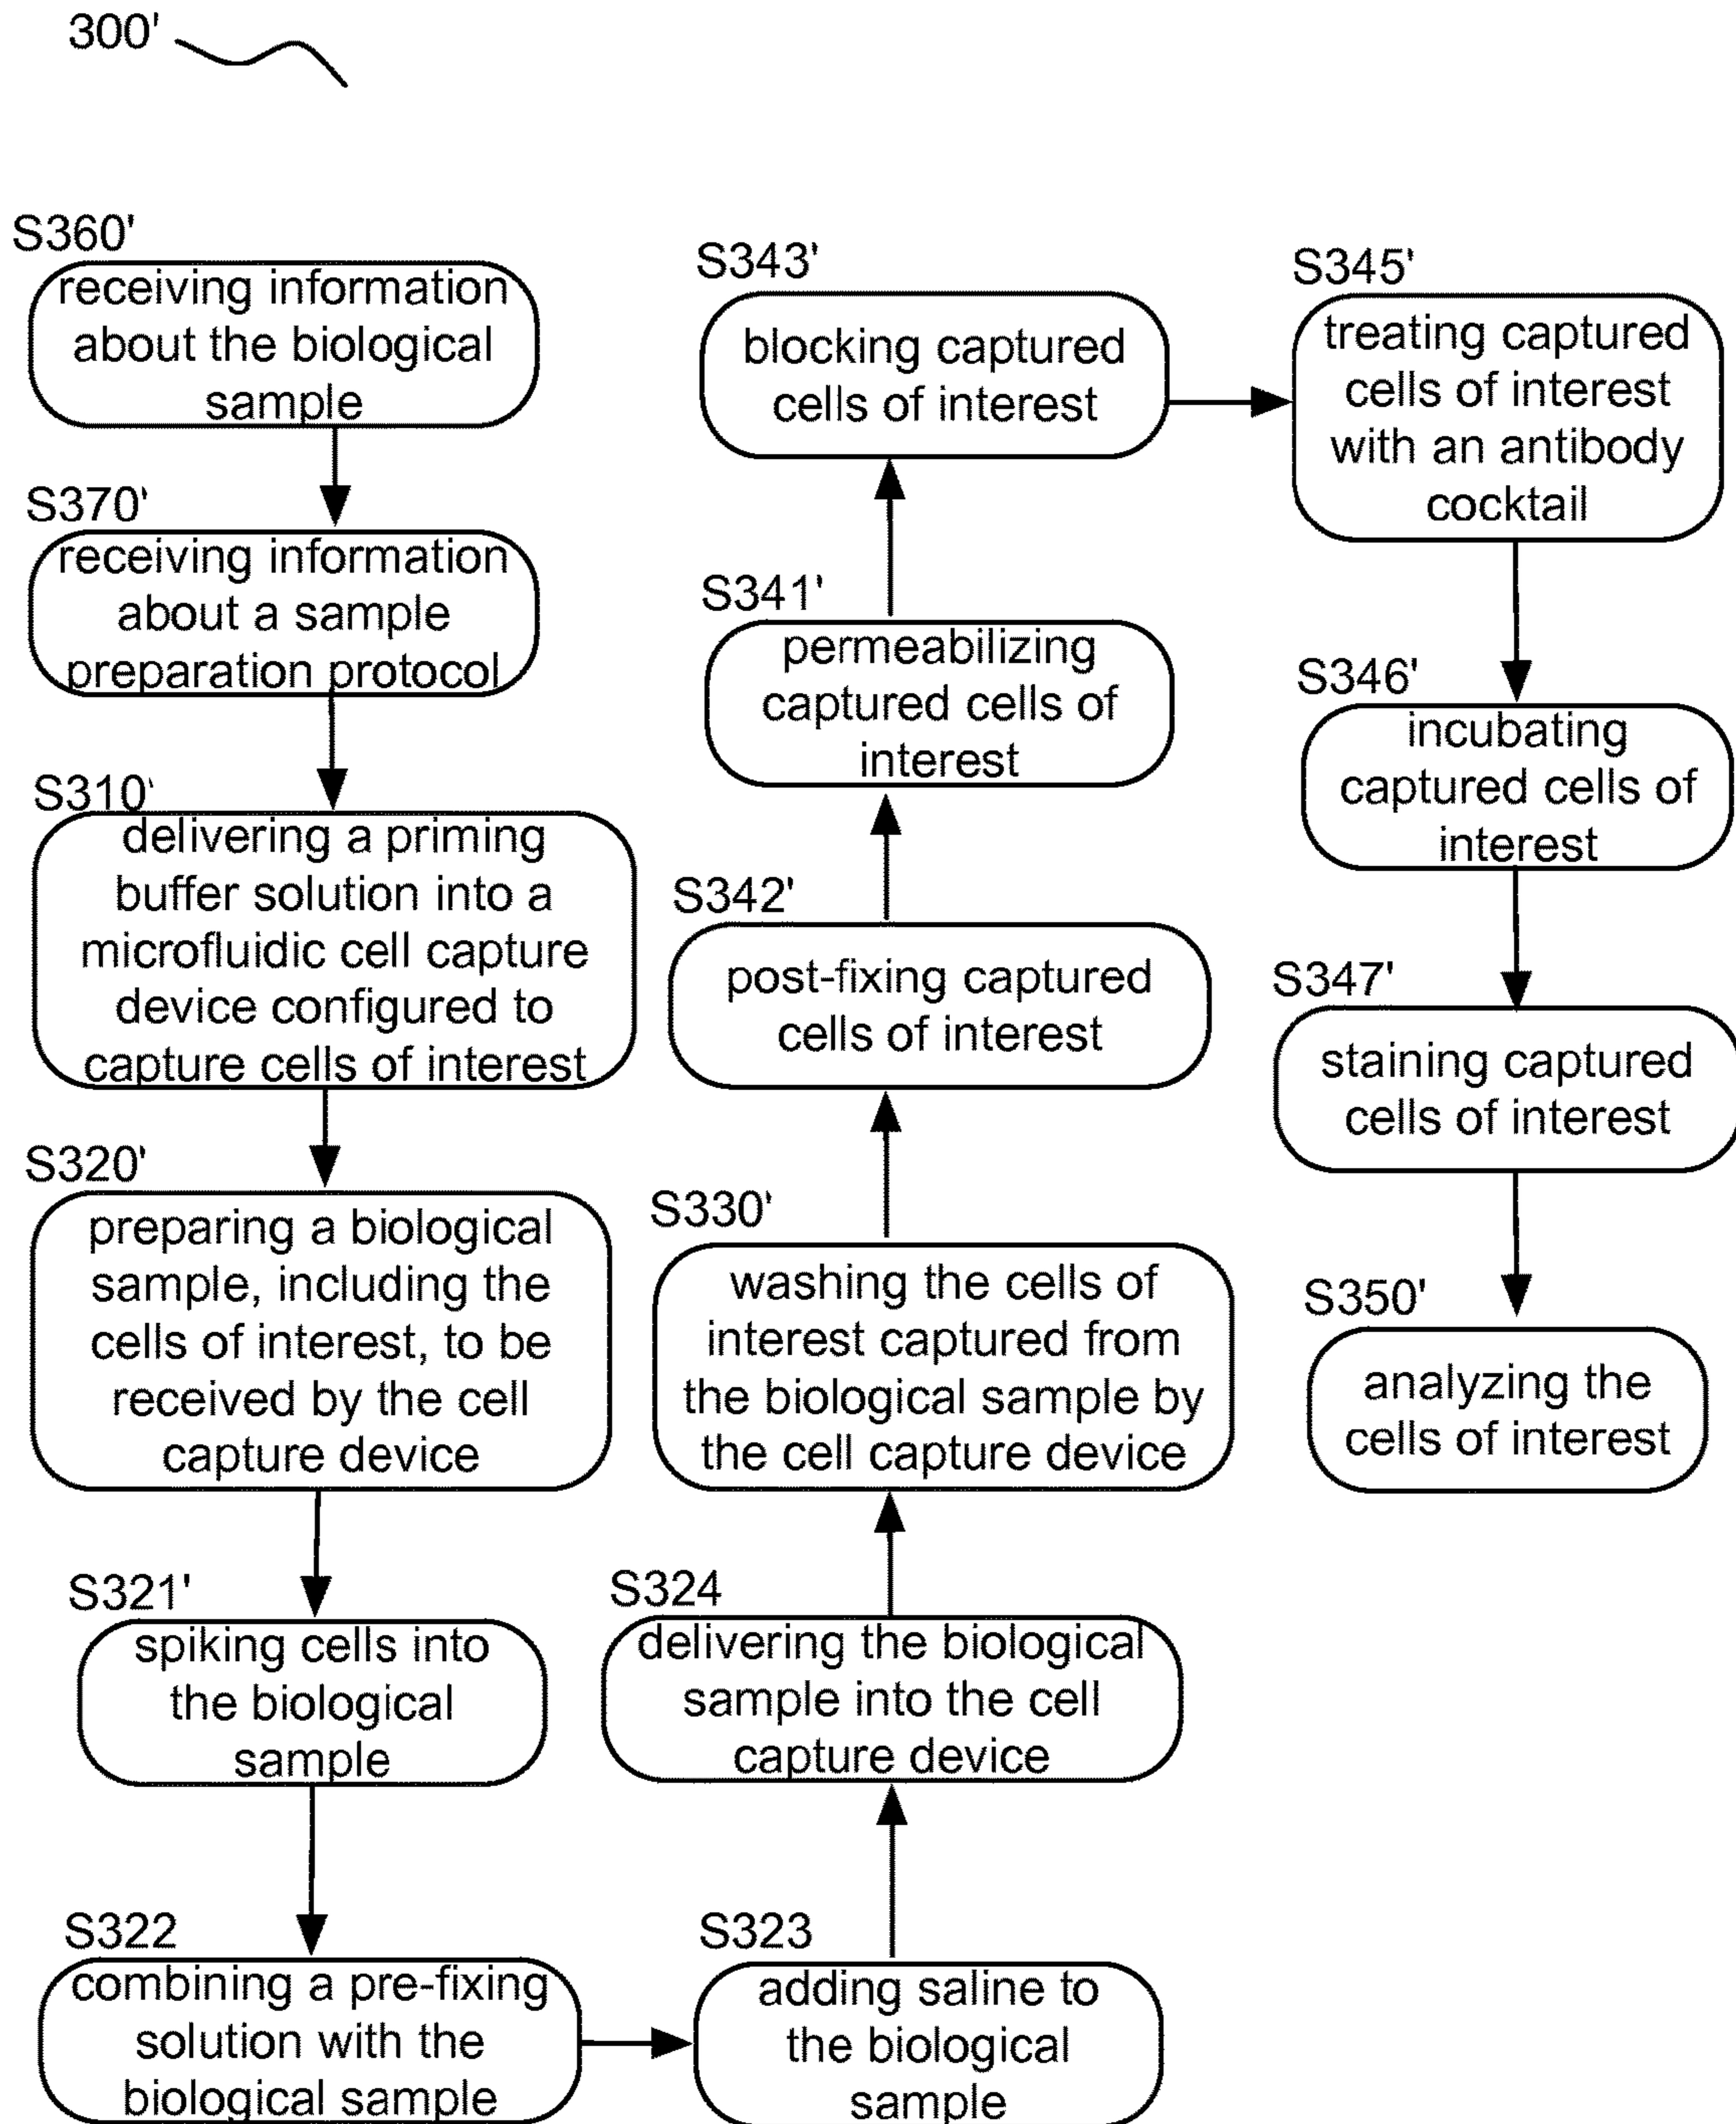 300'
S360'
receiving information
about the biological
sample
S370'
receiving information
about a sample
preparation protocol
S310'
delivering a priming
buffer solution into a
microfluidic cell capture
device configured to
capture cells of interest
S320'
preparing a biological
sample, including the
cells of interest, to be
received by the cell
capture device
S321'
spiking cells into
the biological
sample
S322
combining a pre-fixing
solution with the
biological sample
S323
adding saline to
the biological
sample
S324
delivering the biological
sample into the cell
capture device
S330'
washing the cells of
interest captured from
the biological sample by
the cell capture device
S342'
post-fixing captured
cells of interest
S341'
permeabilizing
captured cells of
interest
S343'
blocking captured
cells of interest
S345'
treating captured
cells of interest
with an antibody
cocktail
S346'
incubating
captured cells of
interest
S347'
staining captured
cells of interest
S350'
analyzing the
cells of interest